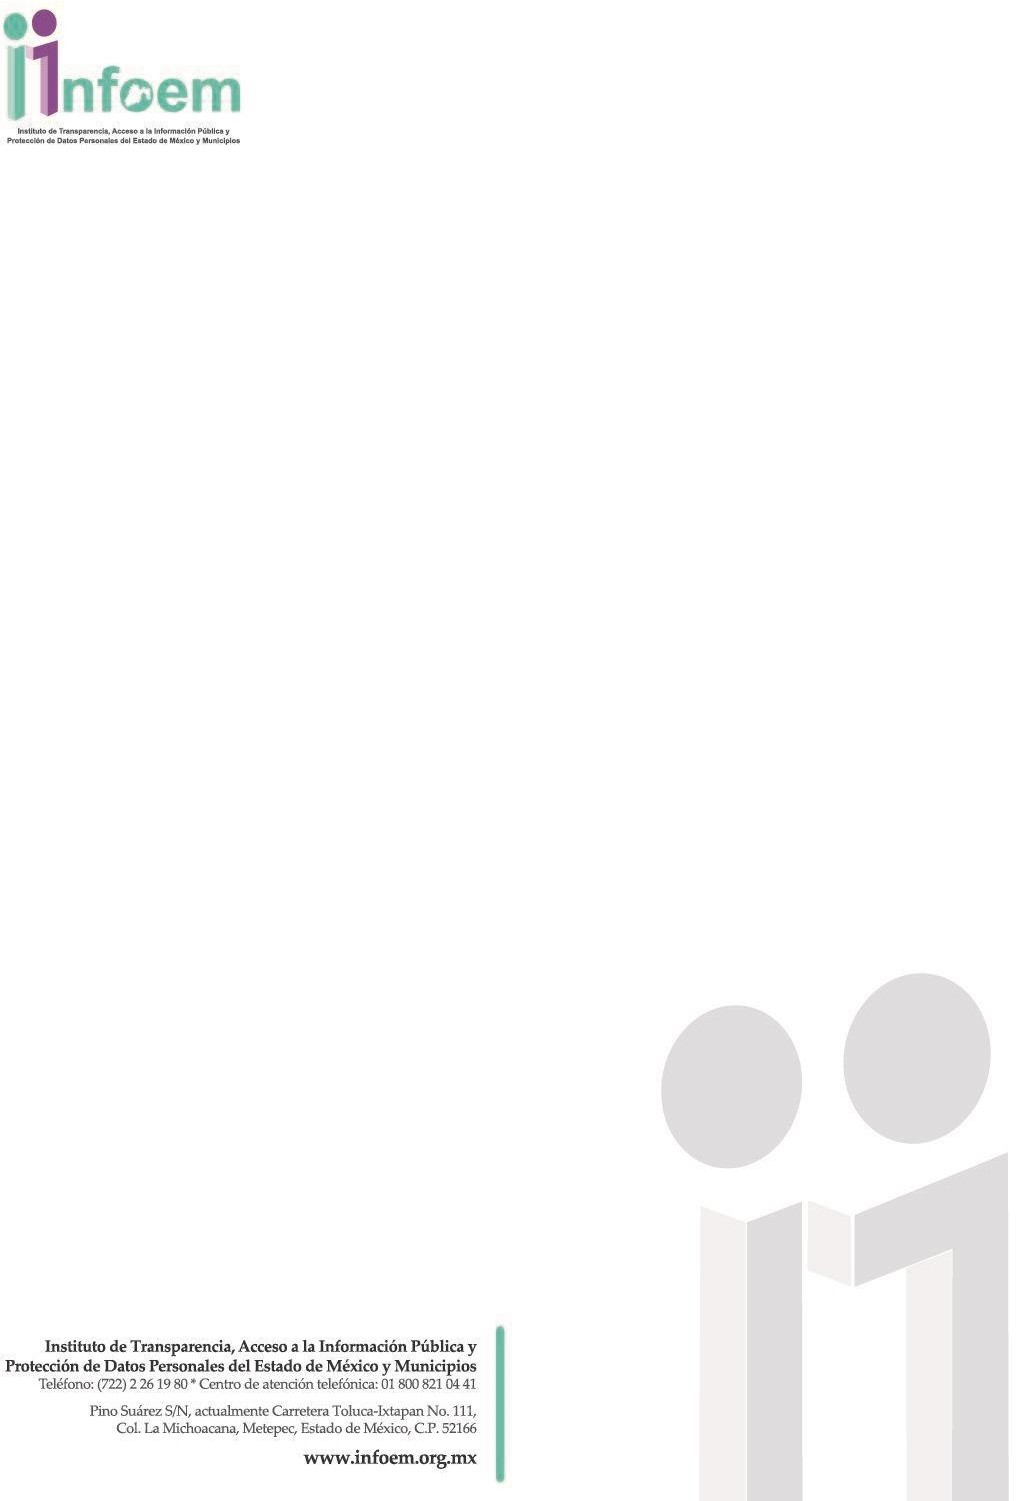 infoem
Instituto de Transparencia, Acceso a la Información Pública y
Protección de Datos Personales del Estado de México y Municipios
Instituto de Transparencia, Acceso a la Información Pública y
Protección de Datos Personales del Estado de México y Municipios
Teléfono: (722) 2 26 19 80 * Centro de atención telefónica: 01 800 821 04 41
Pino Suárez S/N, actualmente Carretera Toluca-Ixtapan No. 111,
Col. La Michoacana, Metepec, Estado de México, C.P. 52166
www.infoem.org.mx